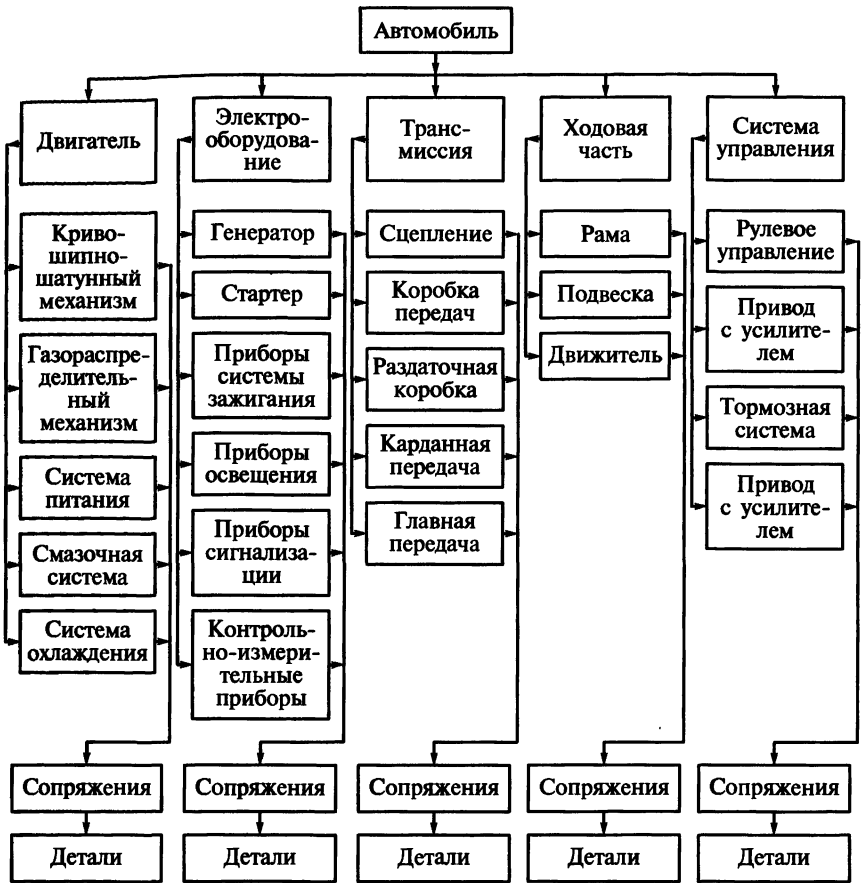 Автомобиль
Двигатель
Электро-
оборудова-
ние
Транс-
миссия
Ходовая
часть
Система
управления
Криво-
шипно-
шатунный
механизм
Газораспре-
делитель-
ный
механизм
Система
питания
Смазочная
система
Система
охлаждения
Генератор
Стартер
Приборы
системы
зажигания
Приборы
освещения
Приборы
сигнализа-
ции
Контроль-
но-измери-
тельные
приборы
Сцепление
Коробка
передач
Раздаточная
коробка
Карданная
передача
Главная
передача
Рама
Подвеска
Движитель
Рулевое
управление
Привод
с усилите-
лем
Тормозная
система
Привод
с усилите-
лем
Сопряжения
Сопряжения
Сопряжения
Сопряжения
Сопряжения
Детали
Детали
Детали
Детали
Детали